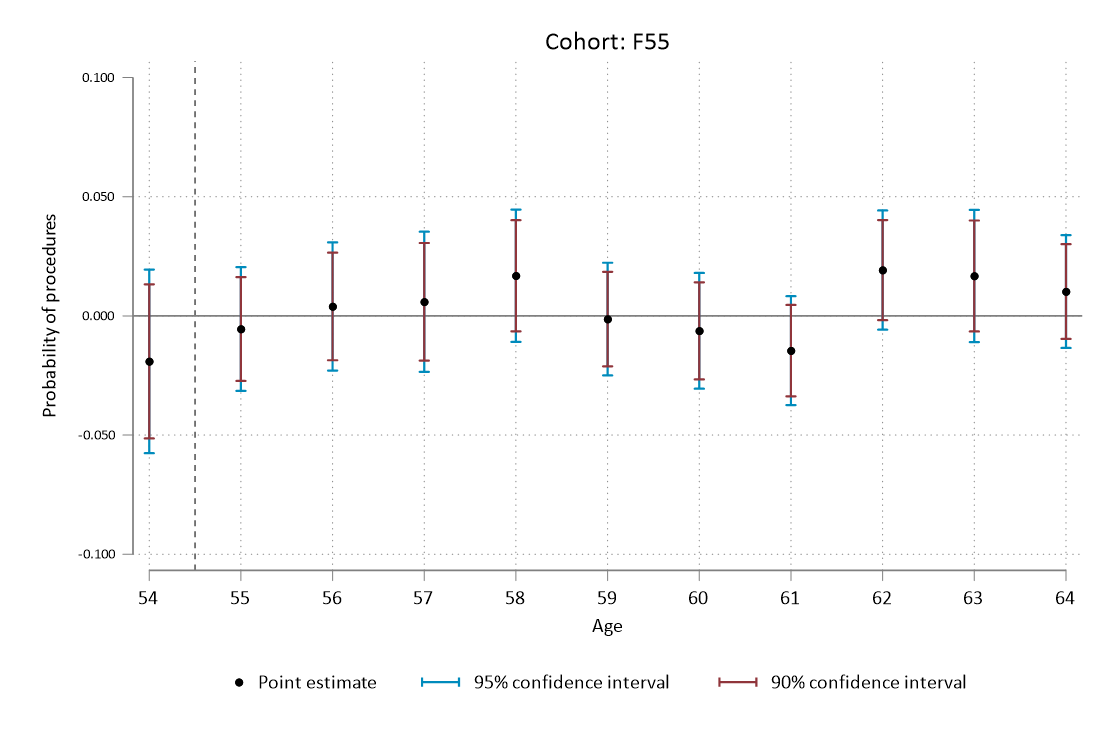 Cohort: F55
0.100
0.050
0.000
-0.050
-0.100
Probability of procedures
54 55 56 57 58 59 60 61 62 63 64
Age
Point estimate 95% confidence interval 90% confidence interval